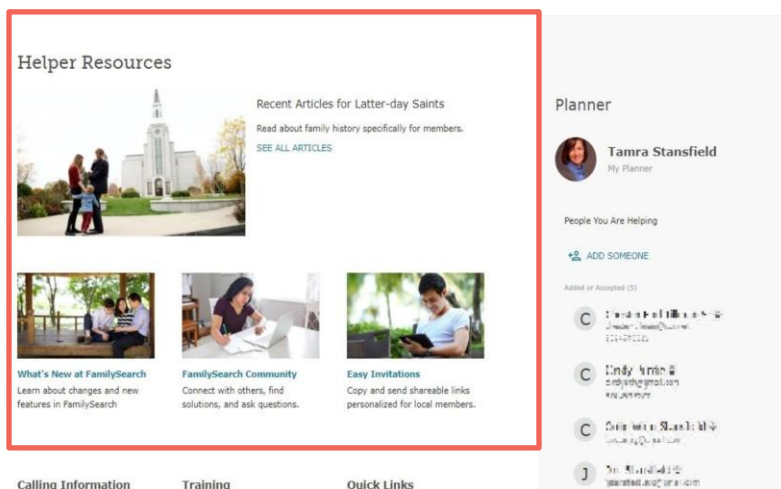 Helper Resources
Recent Articles for Latter-day Saints
Read about family history specifically for members.
SEE ALL ARTICLES
What's New at FamilySearch
Learn about changes and new
features in FamilySearch
FamilySearch Community
Connect with others, find
solutions, and ask questions.
Easy Invitations
Copy and send shareable links
personalized for local members.
Calling Information
Training
Quick Links
Planner
Tamra Stansfield
My Planner
People You Are Helping
ADD SOMEONE
Added or Accepted (5)
C
C
C
J